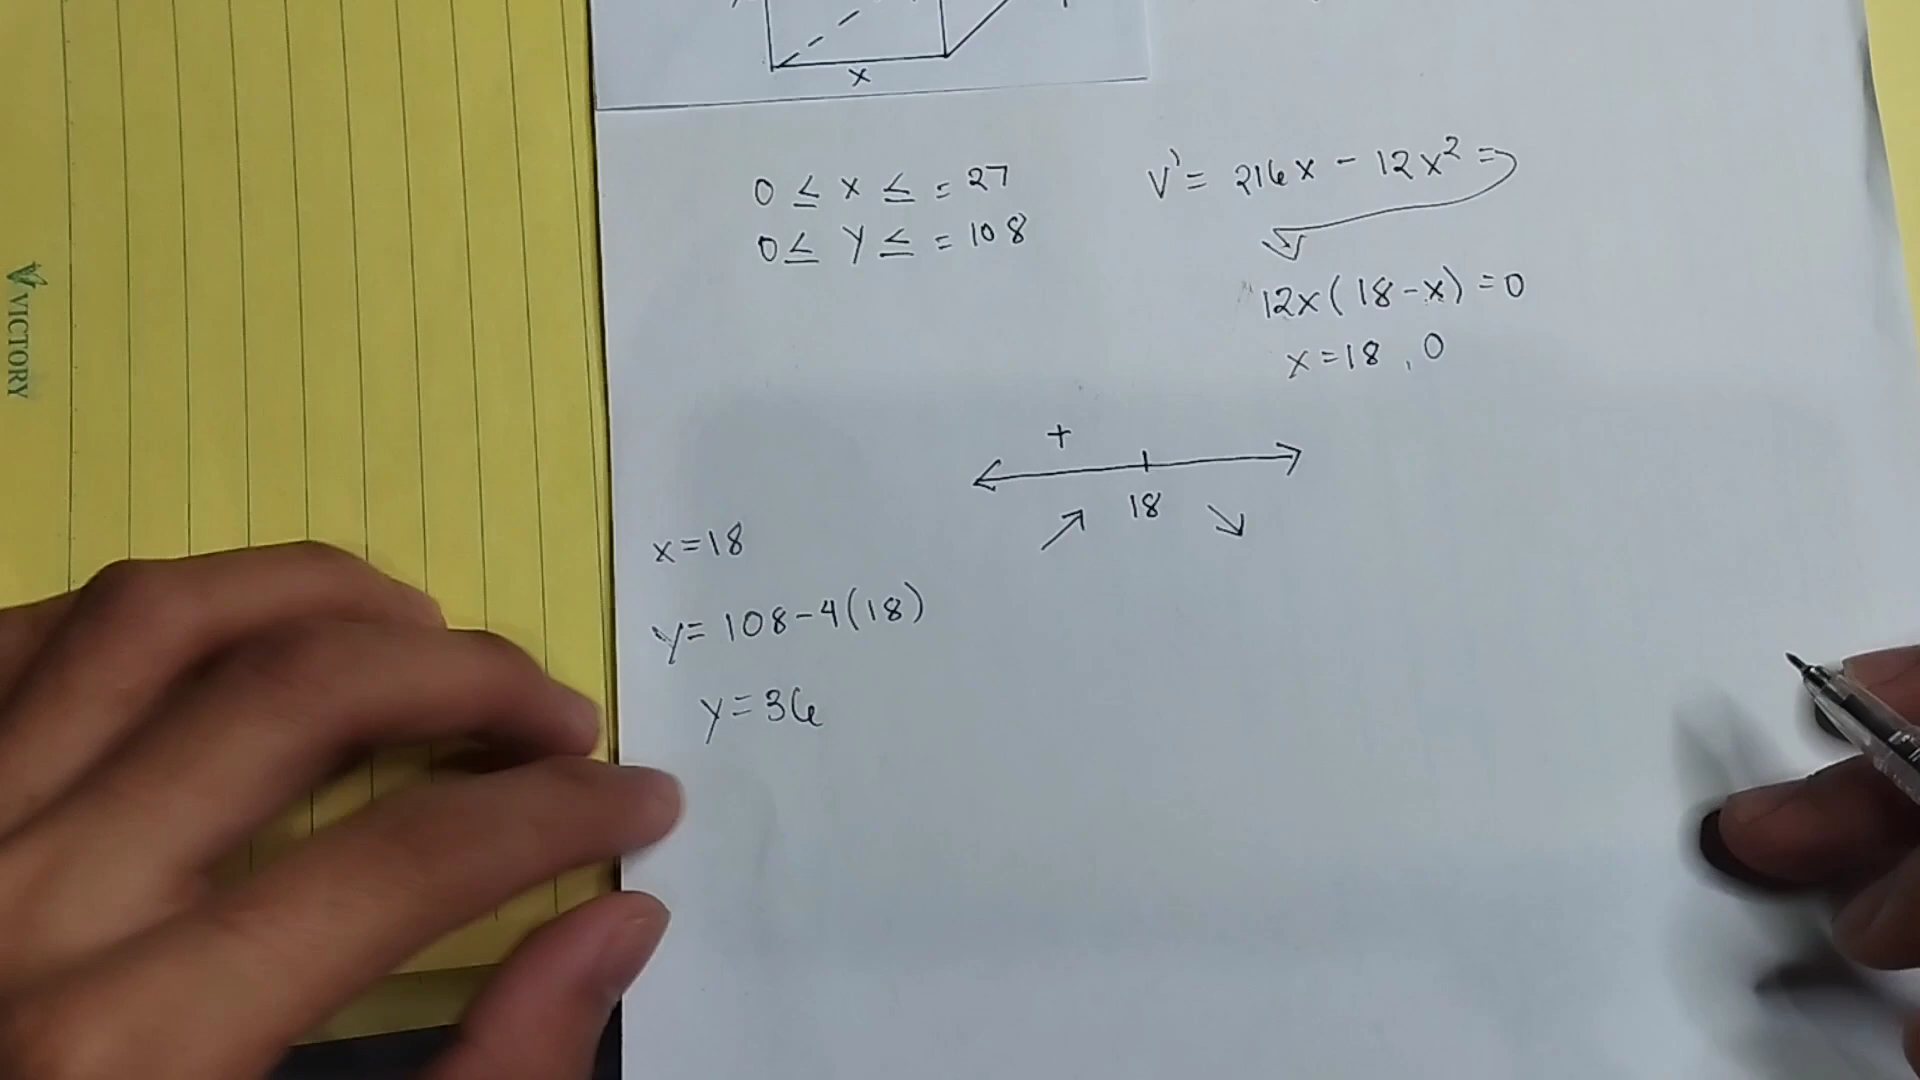 x
0 ≤ x ≤ = 27
0 ≤ y ≤ = 108
V' = 216x - 12x² =
12x(18-x) = 0
x = 18, 0
+
18
x = 18
y = 108 - 4(18)
y = 36
VICTORY